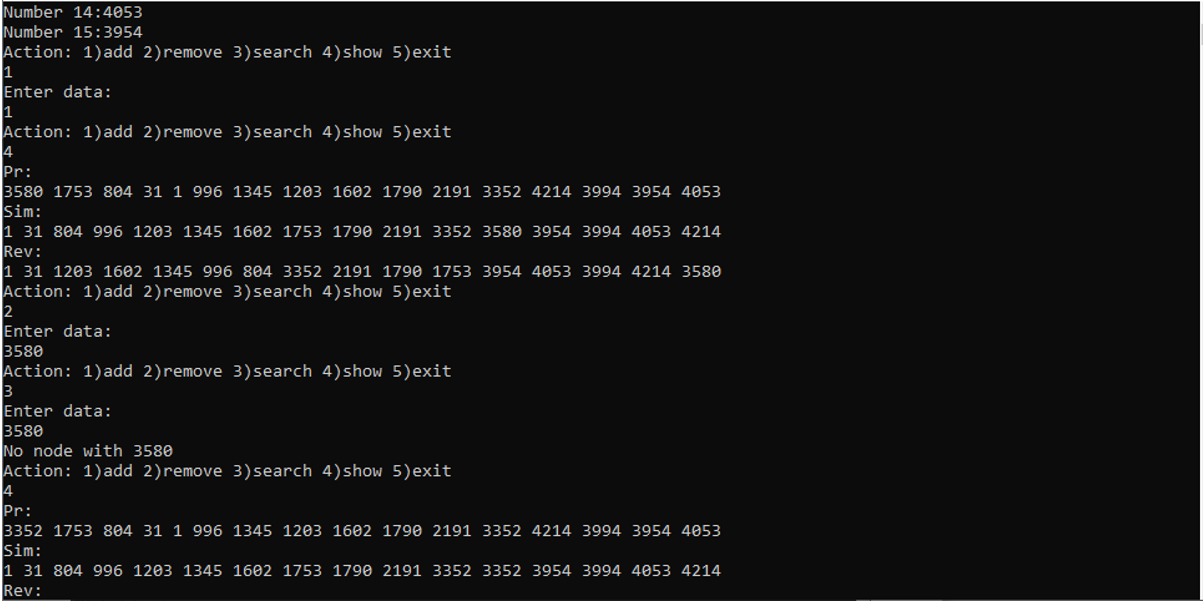 Number 14:4053
Number 15:3954
Action: 1)add 2)remove 3)search 4)show 5)exit
1
Enter data:
1
Action: 1)add 2)remove 3)search 4)show 5)exit
4
Pr:
3580 1753 804 31 1 996 1345 1203 1602 1790 2191 3352 4214 3994 3954 4053
Sim:
1 31 804 996 1203 1345 1602 1753 1790 2191 3352 3580 3954 3994 4053 4214
Rev:
1 31 1203 1602 1345 996 804 3352 2191 1790 1753 3954 4053 3994 4214 3580
Action: 1)add 2)remove 3)search 4)show 5)exit
2
Enter data:
3580
Action: 1)add 2)remove 3)search 4)show 5)exit
3
Enter data:
3580
No node with 3580
Action: 1)add 2)remove 3)search 4)show 5)exit
4
Pr:
3352 1753 804 31 1 996 1345 1203 1602 1790 2191 3352 4214 3994 3954 4053
Sim:
1 31 804 996 1203 1345 1602 1753 1790 2191 3352 3352 3954 3994 4053 4214
Rev: